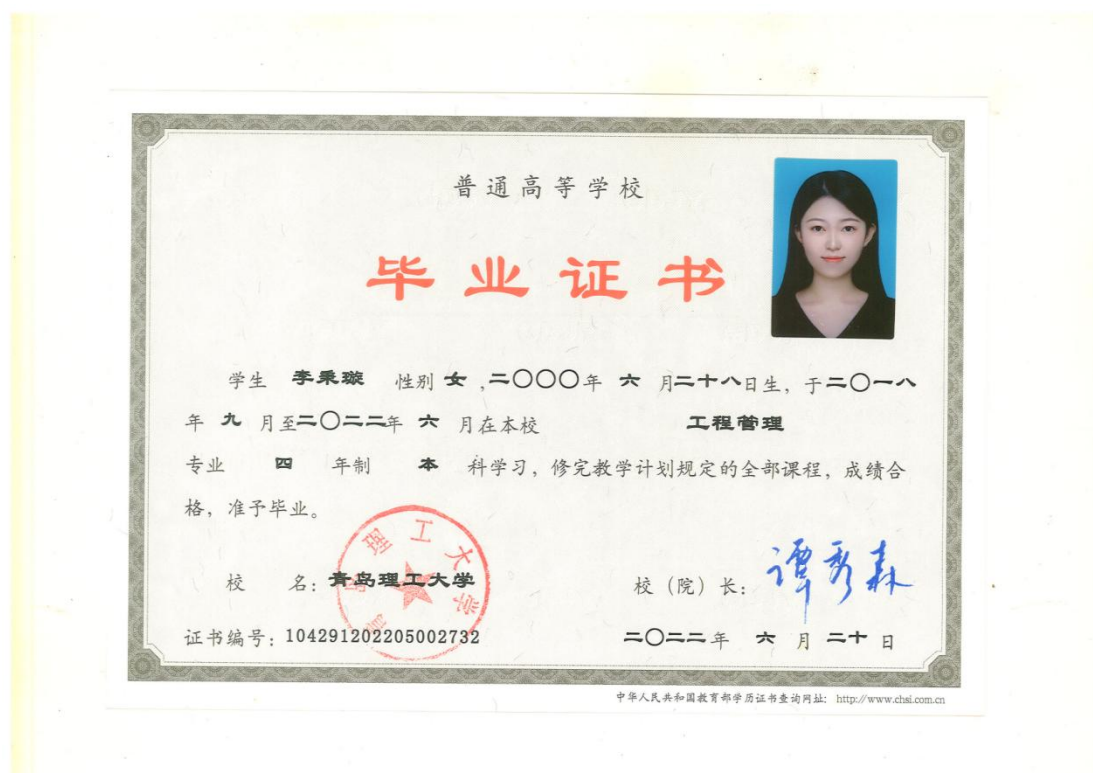 普通高等学校
毕业证书
学生 李秉璇 性别 女 ,二〇〇〇年 六 月二十八日生，于二〇一八
年 九 月至二〇二二年 六 月在本校 工程管理
专业 四 年制 本 科学习，修完教学计划规定的全部课程，成绩合
格，准予毕业。
校 名：青岛理工大学 校（院）长：谭秀森
证书编号：104291202205002732 二〇二二年 六 月 二十 日
中华人民共和国教育部学历证书查询网址： http://www.chsi.com.cn
青岛理工大学